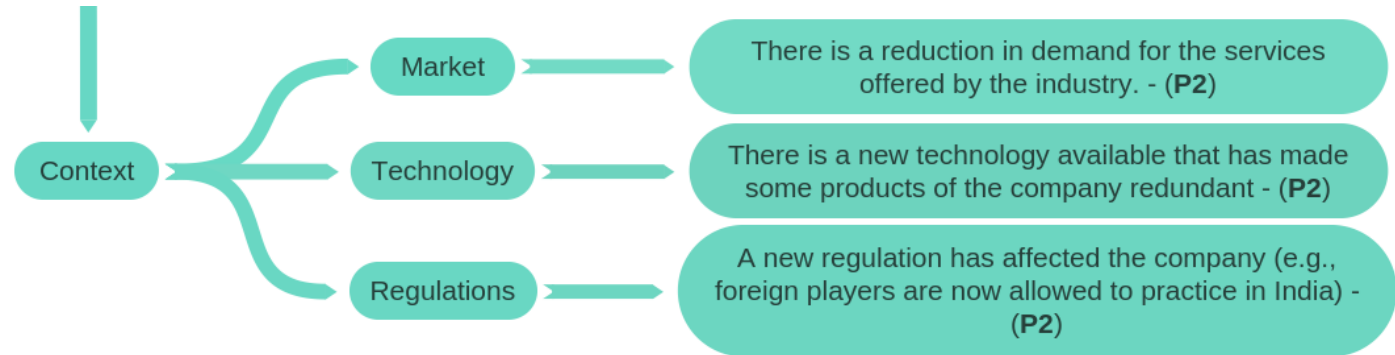 Market
There is a reduction in demand for the services
offered by the industry. - (P2)
Context
Technology
There is a new technology available that has made
some products of the company redundant - (P2)
Regulations
A new regulation has affected the company (e.g.,
foreign players are now allowed to practice in India) -
(P2)